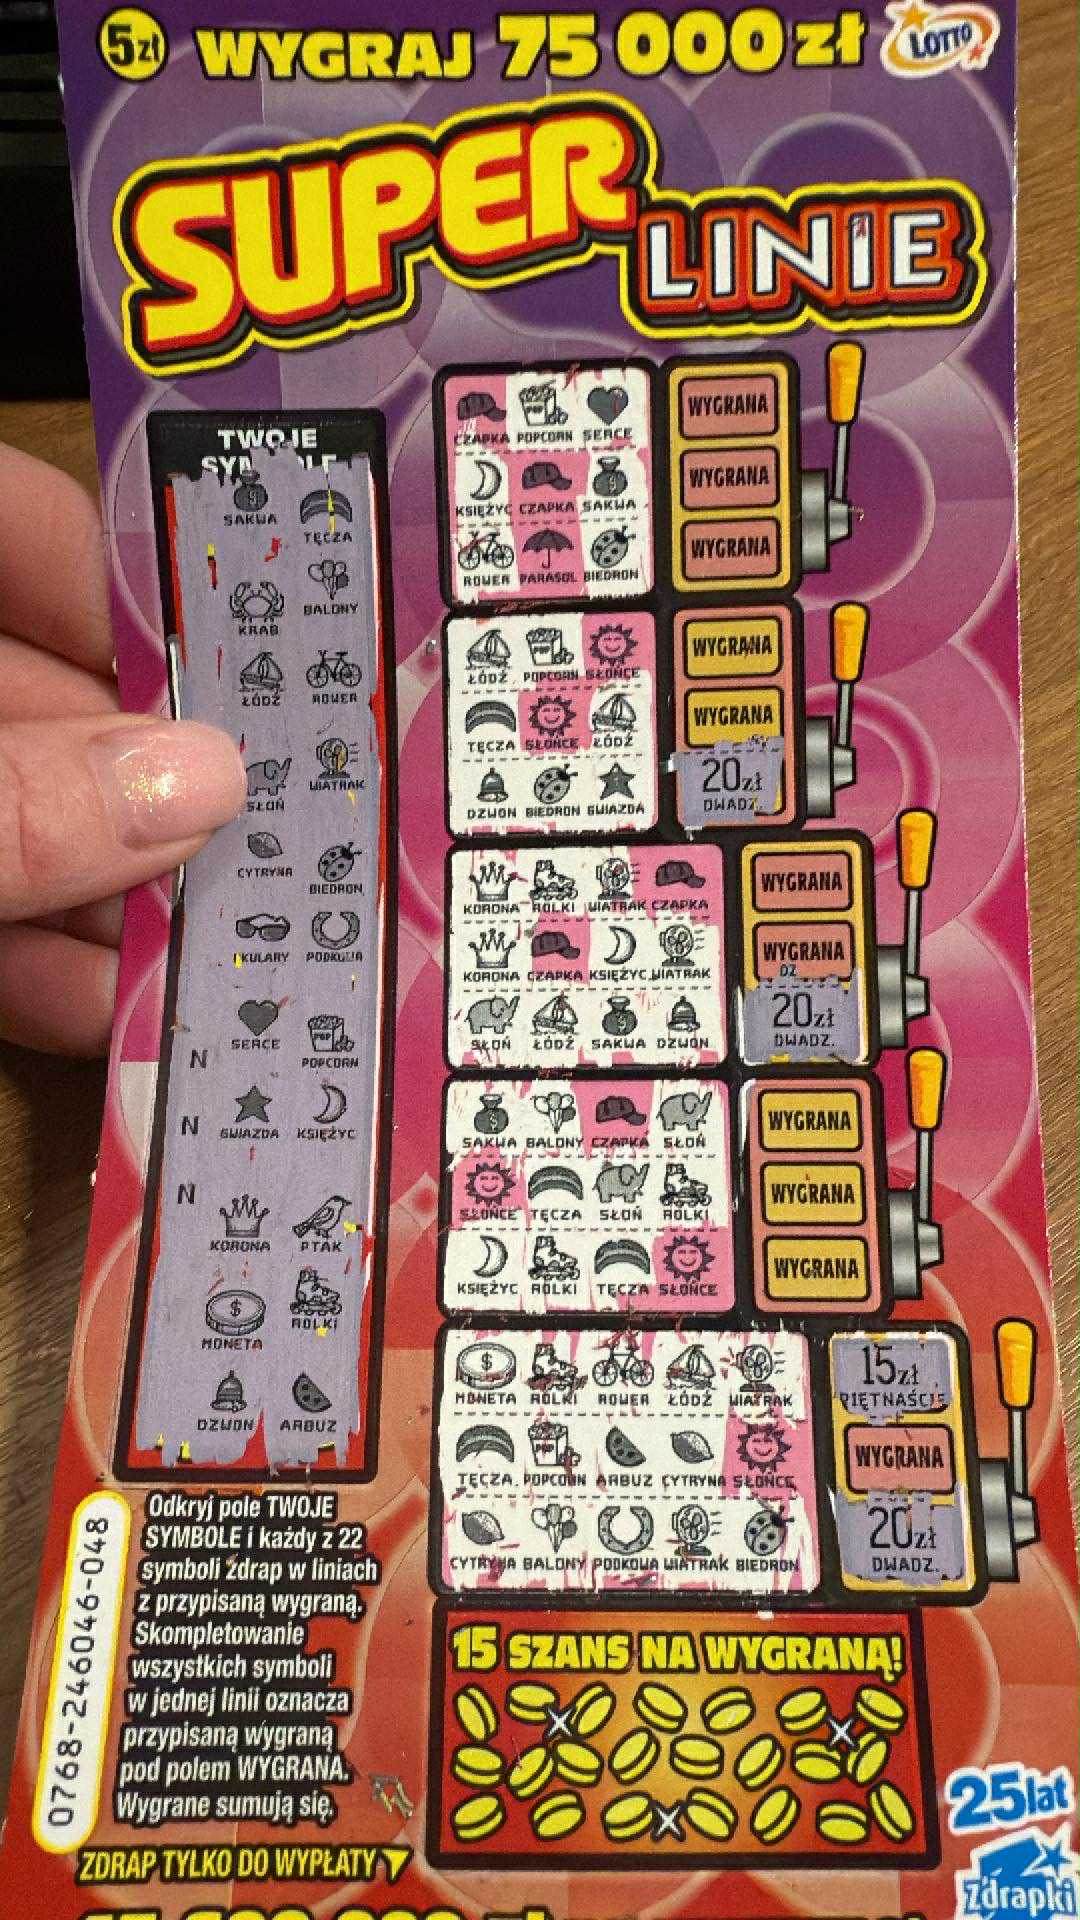 5zł WYGRAJ 75 000 zł LOTTO
SUPER
LINIE
TWOJE
SAKWA TĘCZA
KRAB BALONY
ŁÓDŹ ROWER
SŁOŃ WIATRAK
CYTRYNA BIEDRON
KULARY PODKOWA
SERCE POPCORN
N
GWIAZDA KSIĘŻYC
N
N
KORONA PTAK
MONETA ROLKI
DZWON ARBUZ
CZAPKA POPCORN SERCE
KSIĘŻYC CZAPKA SAKWA
ROWER PARASOL BIEDRON
WYGRANA
WYGRANA
WYGRANA
ŁÓDŹ POPCORN SŁOŃCE
TĘCZA SŁOŃCE ŁÓDŹ
DZWON BIEDRON GWIAZDA
WYGRANA
WYGRANA
20zł
DWADZ.
KORONA ROLKI WIATRAK CZAPKA
KORONA CZAPKA KSIĘŻYC WIATRAK
SŁOŃ ŁÓDŹ SAKWA DZWON
WYGRANA
WYGRANA
DZ
20zł
DWADZ.
SAKWA BALONY CZAPKA SŁOŃ
SŁOŃCE TĘCZA SŁOŃ ROLKI
KSIĘŻYC ROLKI TĘCZA SŁOŃCE
WYGRANA
WYGRANA
WYGRANA
$
MONETA ROLKI ROWER ŁÓDŹ WIATRAK
TĘCZA POPCORN ARBUZ CYTRYNA SŁOŃCE
CYTRYNA BALONY PODKOWA WIATRAK BIEDRON
15zł
PIĘTNAŚCIE
WYGRANA
20zł
DWADZ.
0768-246046-048
Odkryj pole TWOJE
SYMBOLE i każdy z 22
symboli zdrap w liniach
z przypisaną wygraną.
Skompletowanie
wszystkich symboli
w jednej linii oznacza
przypisaną wygraną
pod polem WYGRANA.
Wygrane sumują się.
ZDRAP TYLKO DO WYPŁATY
15 SZANS NA WYGRANĄ!
25 lat
Zdrapki